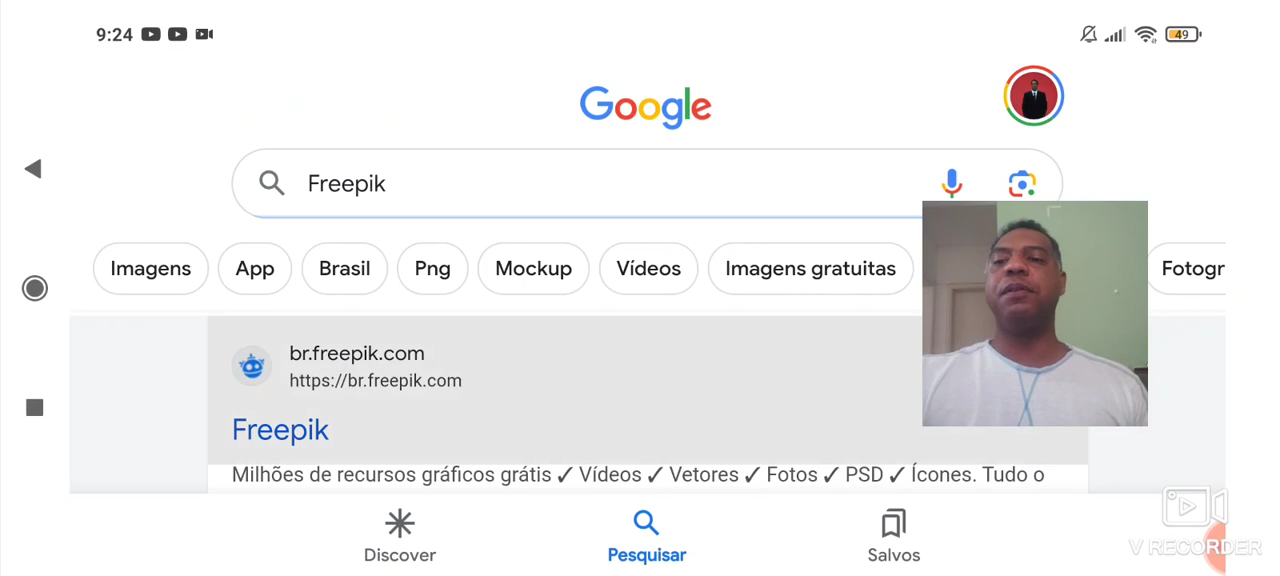 9:24
49
Google
Freepik
Imagens
App
Brasil
Png
Mockup
Vídeos
Imagens gratuitas
Fotogr
br.freepik.com
https://br.freepik.com
Freepik
Milhões de recursos gráficos grátis ✓ Vídeos ✓ Vetores ✓ Fotos ✓ PSD ✓ Ícones. Tudo o
Discover
Pesquisar
Salvos
V RECORDER